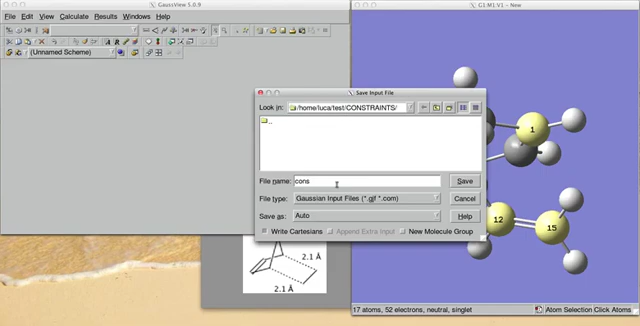 GaussView 5.0.9
File Edit View Calculate Results Windows Help
(Unnamed Scheme)
G1:M1:V1 - New
1
12
15
Save Input File
Look in: /home/luca/test/CONSTRAINTS/
..
File name: cons
Save
File type: Gaussian Input Files (*.gjf *.com)
Cancel
Save as: Auto
Help
Write Cartesians Append Extra Input New Molecule Group
2.1 Å
2.1 Å
17 atoms, 52 electrons, neutral, singlet
Atom Selection Click Atoms